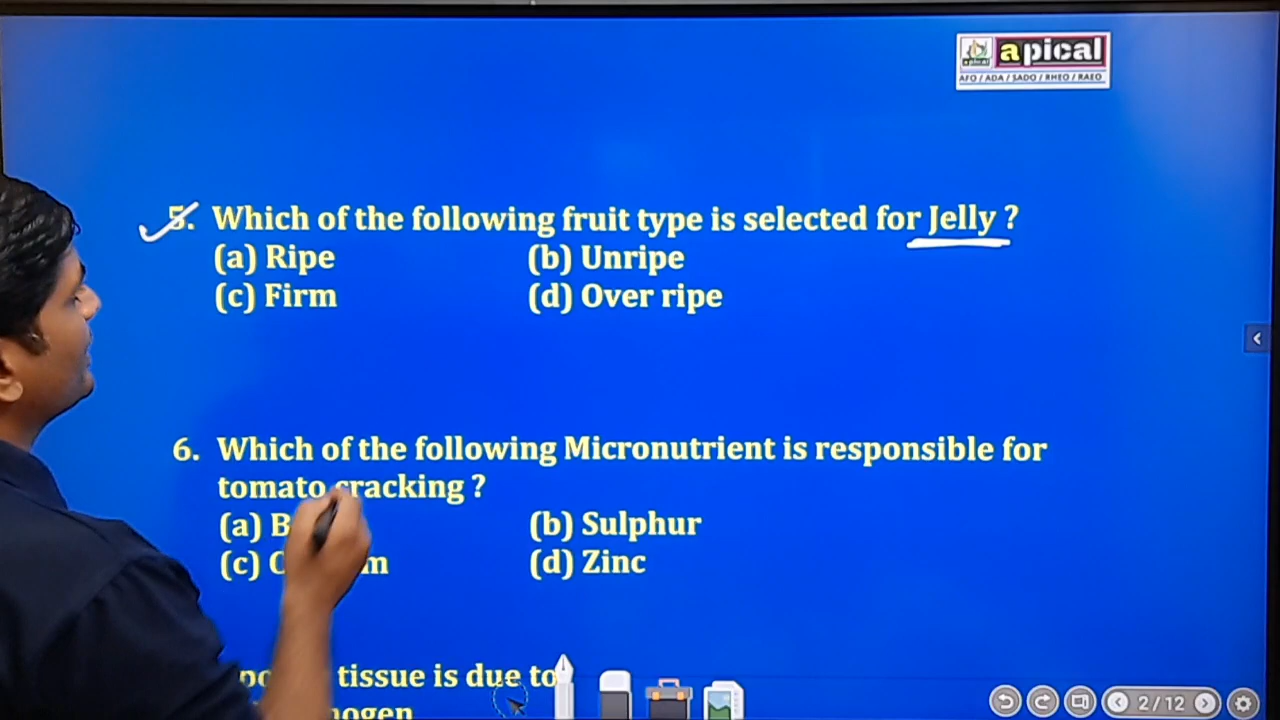 apical
AFO / ADA / SADO / RHEO / RAEO
5. Which of the following fruit type is selected for Jelly ?
(a) Ripe (b) Unripe
(c) Firm (d) Over ripe
6. Which of the following Micronutrient is responsible for
tomato cracking ?
(a) (b) Sulphur
(c) (d) Zinc
tissue is due to
2/12